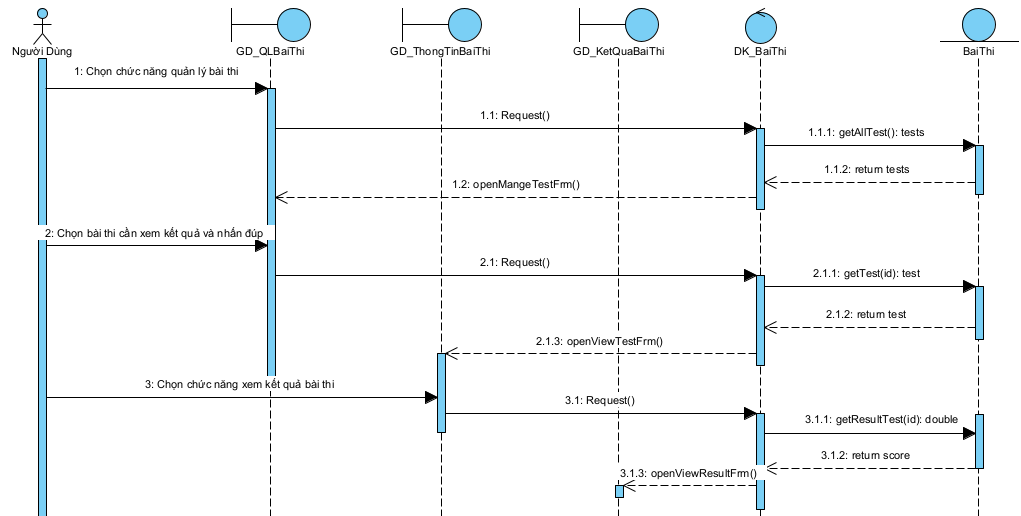 Người Dùng
GD_QLBaiThi
GD_ThongTinBaiThi
GD_KetQuaBaiThi
DK_BaiThi
BaiThi
1: Chọn chức năng quản lý bài thi
1.1: Request()
1.1.1: getAllTest(): tests
1.1.2: return tests
1.2: openMangeTestFrm()
2: Chọn bài thi cần xem kết quả và nhấn đúp
2.1: Request()
2.1.1: getTest(id): test
2.1.2: return test
2.1.3: openViewTestFrm()
3: Chọn chức năng xem kết quả bài thi
3.1: Request()
3.1.1: getResultTest(id): double
3.1.2: return score
3.1.3: openViewResultFrm()